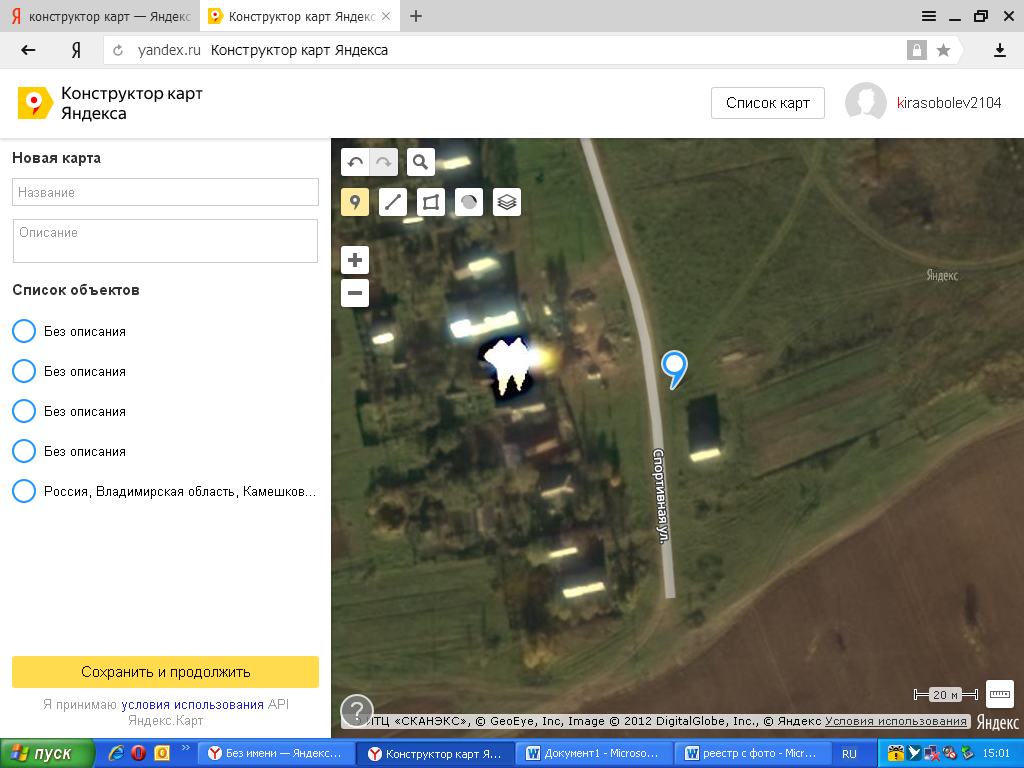 конструктор карт — Яндекс
Конструктор карт Яндекс
yandex.ru Конструктор карт Яндекса
Конструктор карт
Яндекса
Список карт
kirasobolev2104
Новая карта
Название
Описание
Список объектов
Без описания
Без описания
Без описания
Без описания
Россия, Владимирская область, Камешков...
Сохранить и продолжить
Я принимаю условия использования API
Яндекс.Карт
Яндекс
Спортивная ул.
20 м
?
ИТЦ «СКАНЭКС», © GeoEye, Inc, Image © 2012 DigitalGlobe, Inc., © Яндекс Условия использования
Яндекс
пуск
Без имени — Яндекс...
Конструктор карт Я...
Документ1 - Microso...
реестр с фото - Micr...
RU
15:01